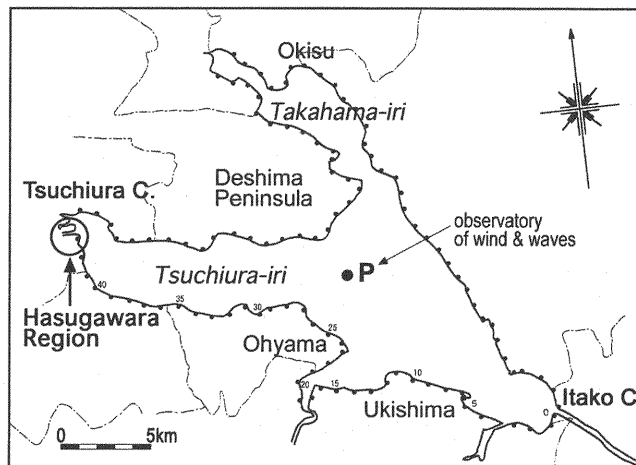 Okisu
Takahama-iri
Deshima
Peninsula
Tsuchiura C.
observatory
of wind & waves
P
Tsuchiura-iri
40
35
30
25
Hasugawara
Region
Ohyama
20
15
10
5
0
Ukishima
Itako C
0
5km